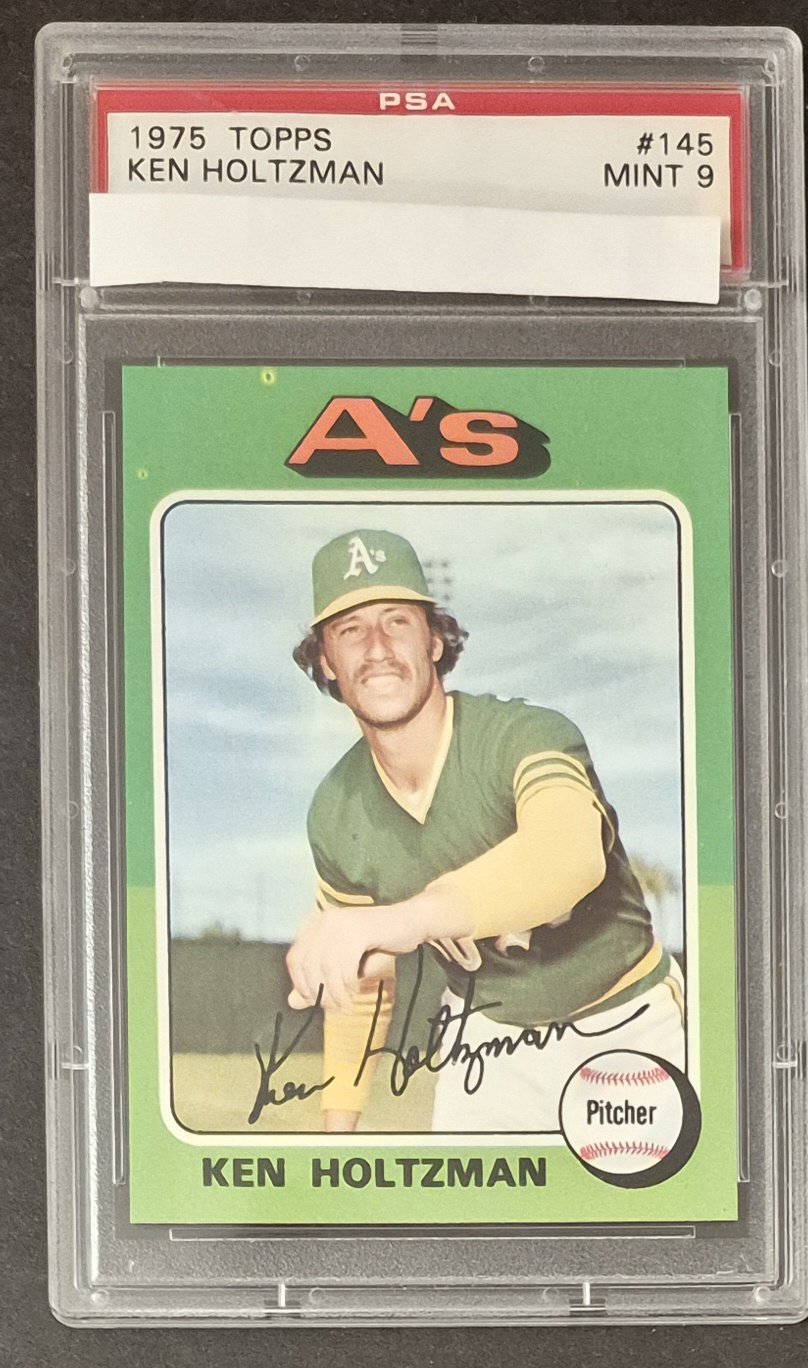 PSA
1975 TOPPS #145
KEN HOLTZMAN MINT 9
A's
A's
Ken Holtzman
Pitcher
KEN HOLTZMAN